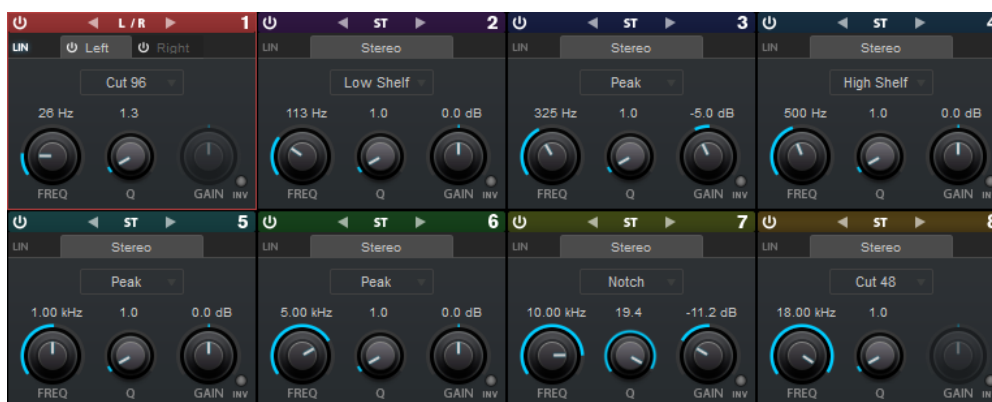 L / R 1 ST 2 ST 3 ST 4
LIN Left Right LIN Stereo LIN Stereo LIN Stereo
Cut 96 Low Shelf Peak High Shelf
26 Hz 1.3 113 Hz 1.0 0.0 dB 325 Hz 1.0 -5.0 dB 500 Hz 1.0 0.0 dB
FREQ Q GAIN INV FREQ Q GAIN INV FREQ Q GAIN INV FREQ Q GAIN INV
ST 5 ST 6 ST 7 ST 8
LIN Stereo LIN Stereo LIN Stereo LIN Stereo
Peak Peak Notch Cut 48
1.00 kHz 1.0 0.0 dB 5.00 kHz 1.0 0.0 dB 10.00 kHz 19.4 -11.2 dB 18.00 kHz 1.0
FREQ Q GAIN INV FREQ Q GAIN INV FREQ Q GAIN INV FREQ Q GAIN INV